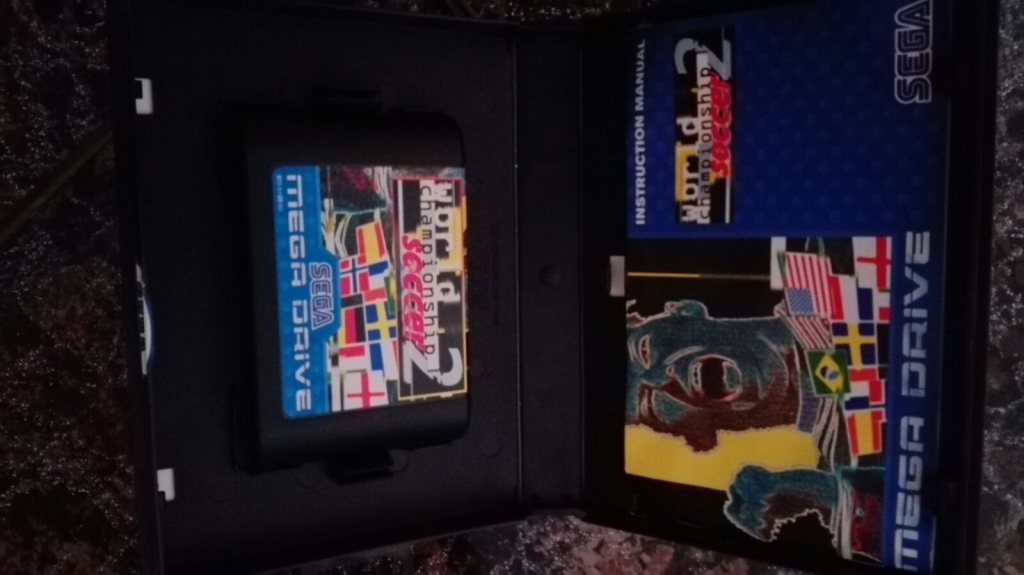 World
Championship
Soccer 2
SEGA
MEGA DRIVE
INSTRUCTION MANUAL
World
Championship
Soccer 2
SEGA
MEGA DRIVE